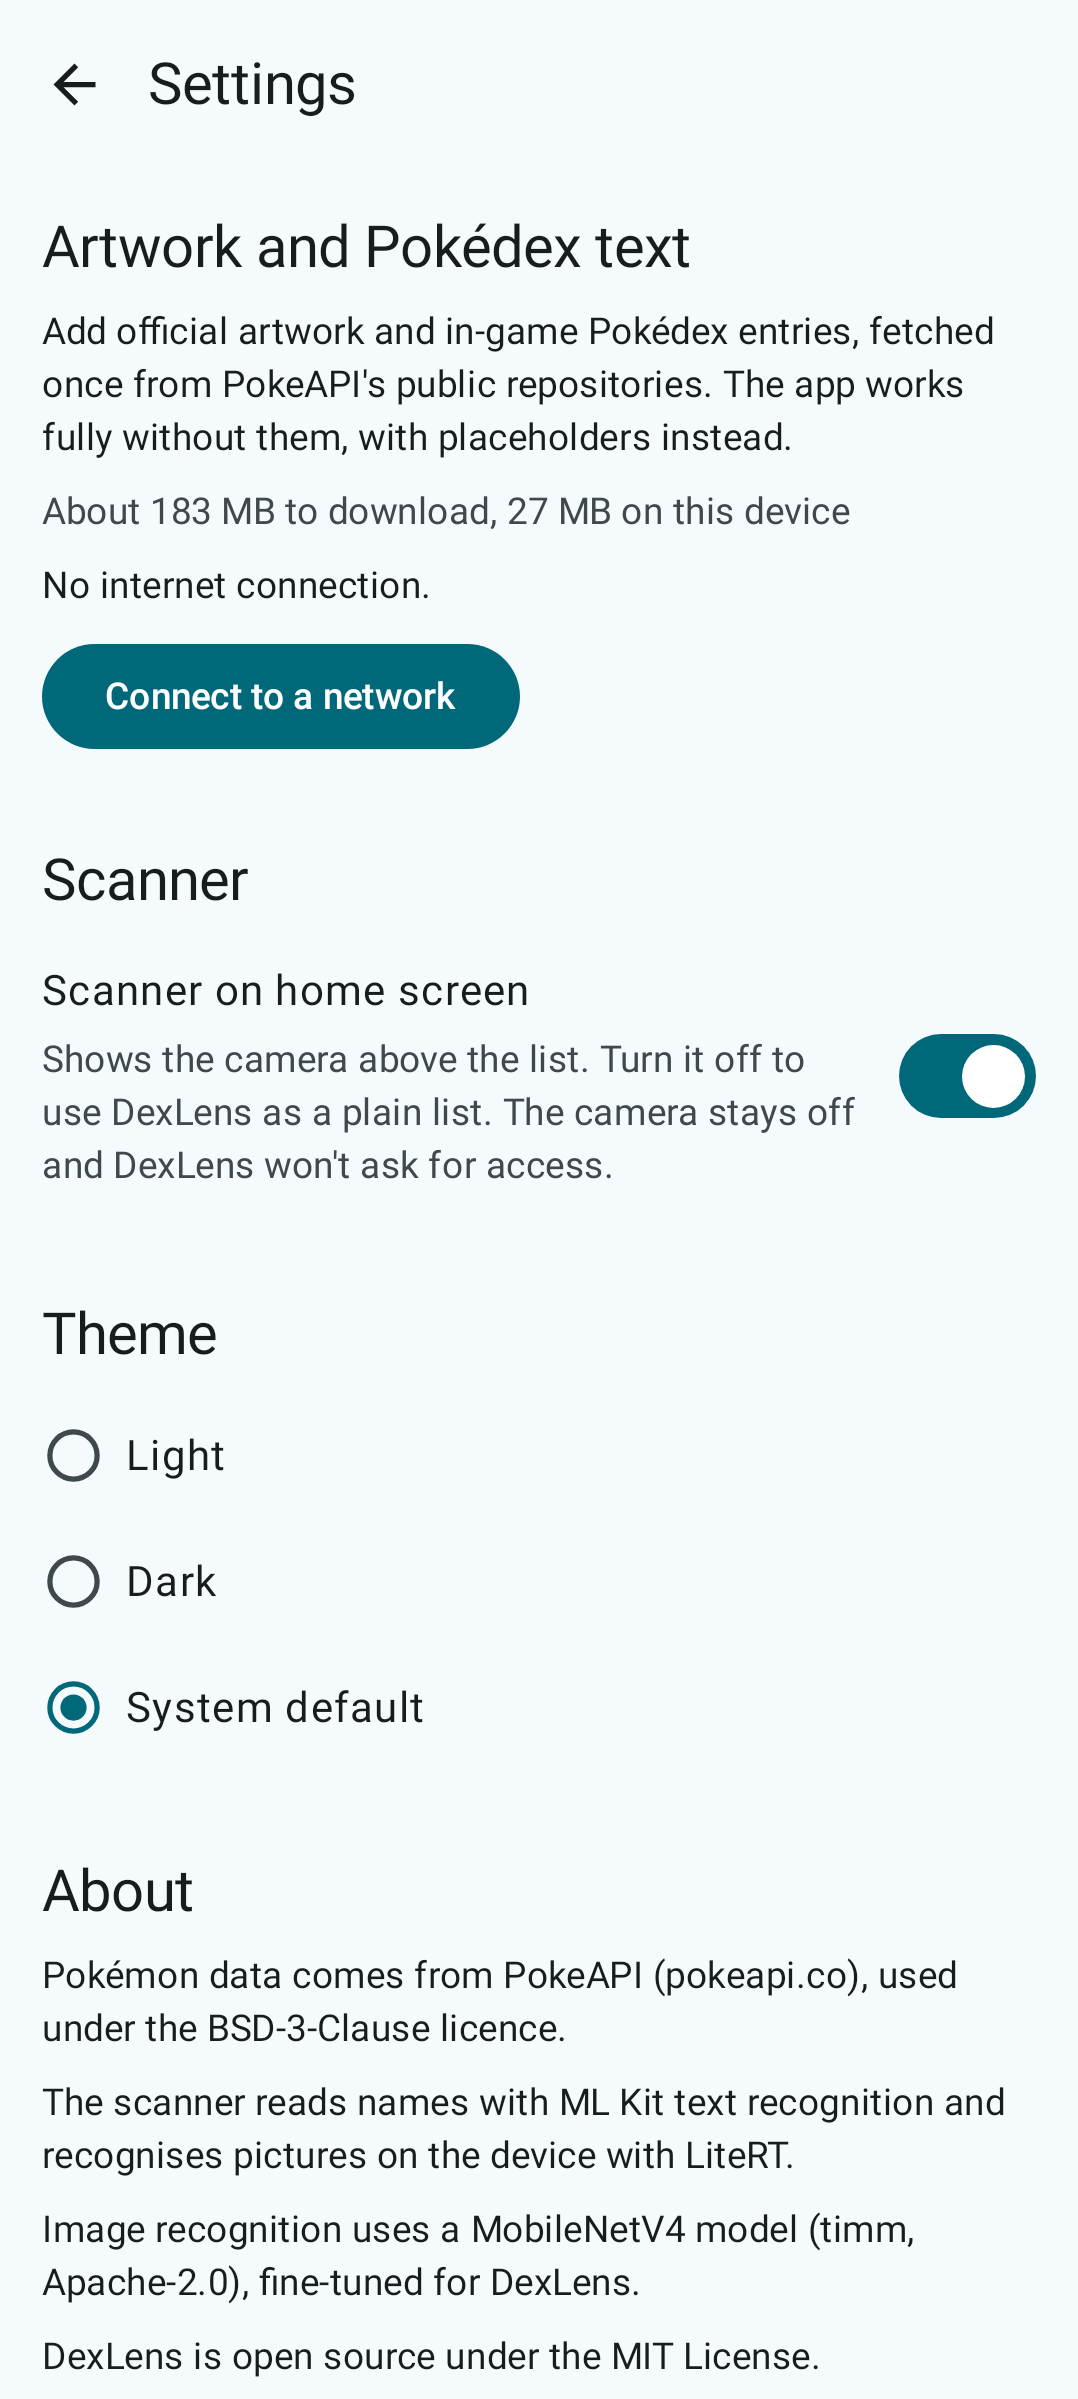 Settings
Artwork and Pokédex text
Add official artwork and in-game Pokédex entries, fetched
once from PokeAPI's public repositories. The app works
fully without them, with placeholders instead.
About 183 MB to download, 27 MB on this device
No internet connection.
Connect to a network
Scanner
Scanner on home screen
Shows the camera above the list. Turn it off to
use DexLens as a plain list. The camera stays off
and DexLens won't ask for access.
Theme
Light
Dark
System default
About
Pokémon data comes from PokeAPI (pokeapi.co), used
under the BSD-3-Clause licence.
The scanner reads names with ML Kit text recognition and
recognises pictures on the device with LiteRT.
Image recognition uses a MobileNetV4 model (timm,
Apache-2.0), fine-tuned for DexLens.
DexLens is open source under the MIT License.